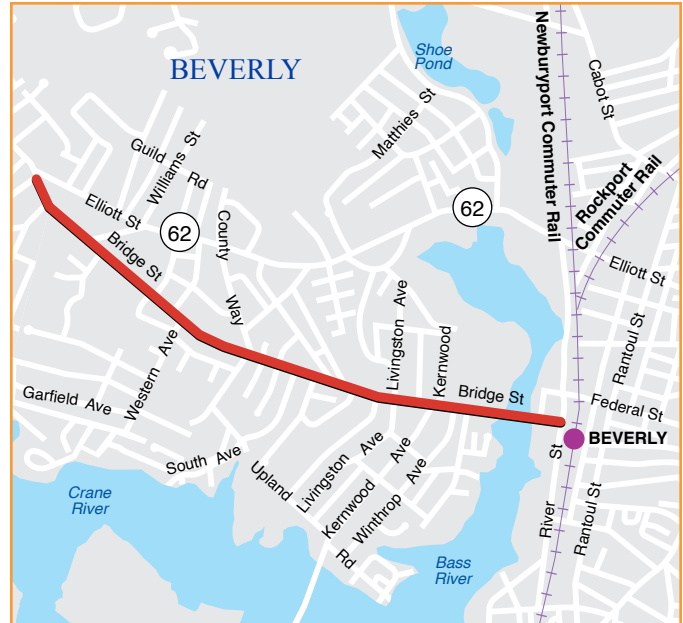 Shoe
Pond
BEVERLY
Newburyport Commuter Rail
Cabot St
Matthies St
Williams St
Guild Rd
Rockport
Commuter Rail
62
62
Elliott St
County Way
Bridge St
Elliott St
Livingston Ave
Kernwood
Rantoul St
Western Ave
Garfield Ave
Bridge St
Federal St
BEVERLY
South Ave
Upland Rd
Livingston Ave
Kernwood Ave
Winthrop Ave
River St
Rantoul St
Crane
River
Bass
River